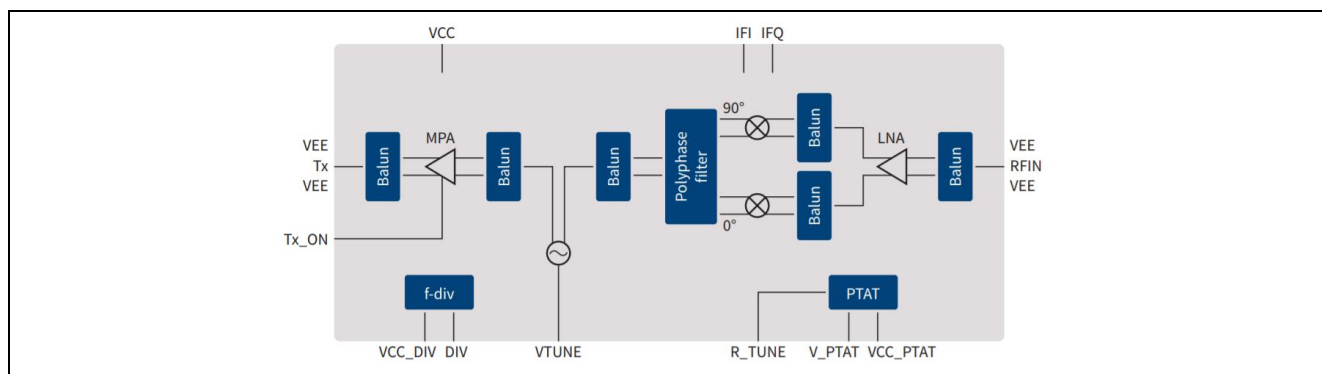 VCC
IFI IFQ
90°
MPA
LNA
VEE
Tx
VEE
Balun
Balun
Balun
Polyphase
filter
Balun
Balun
Balun
VEE
RFIN
VEE
0°
Tx_ON
f-div
PTAT
VCC_DIV DIV
VTUNE
R_TUNE
V_PTAT VCC_PTAT